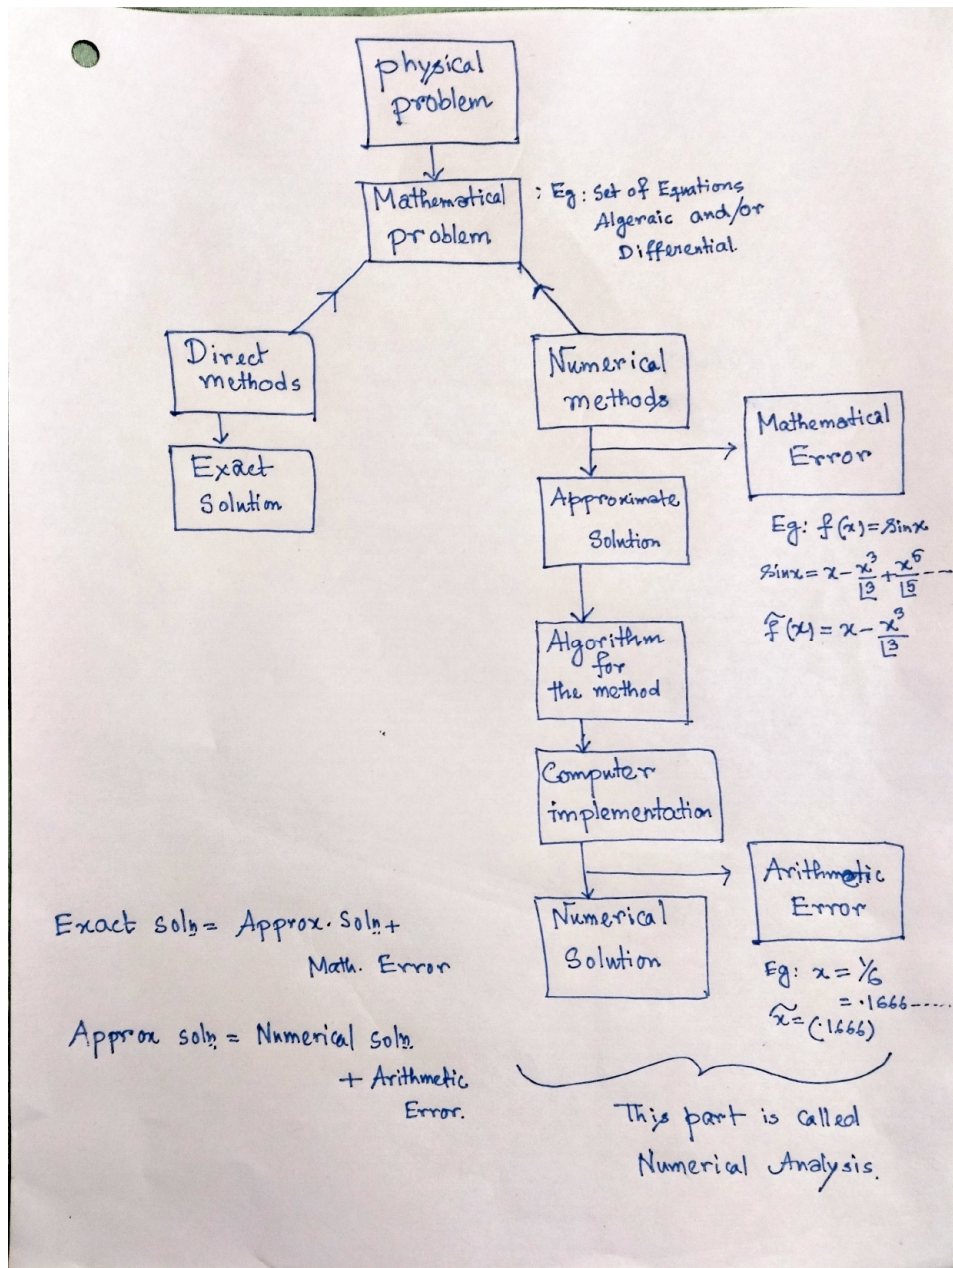 physical
problem
Mathematical
problem
: Eg: Set of Equations
Algeraic and/or
Differential.
Direct
methods
Exact
Solution
Numerical
methods
Mathematical
Error
Eg: f(x)=sinx
sinx = x - x³/⌊3 + x⁵/⌊5 ----
f̃(x) = x - x³/⌊3
Approximate
Solution
Algorithm
for
the method
Computer
implementation
Arithmetic
Error
Eg: x = 1/6
= .1666-----
x̃ = (.1666)
Numerical
Solution
Exact soln = Approx. Soln +
Math. Error
Approx soln = Numerical soln.
+ Arithmetic
Error.
This part is called
Numerical Analysis.